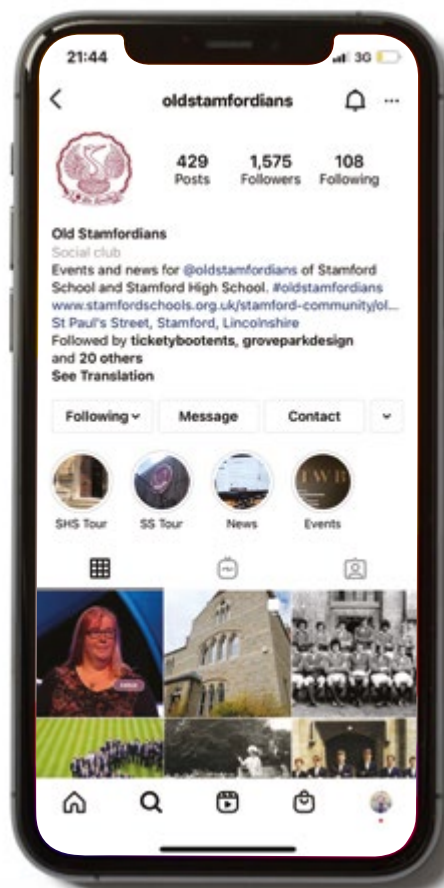 21:44
3G
oldstamfordians
429 1,575 108
Posts Followers Following
Old Stamfordians
Social club
Events and news for @oldstamfordians of Stamford
School and Stamford High School. #oldstamfordians
www.stamfordschools.org.uk/stamford-community/ol...
St Paul's Street, Stamford, Lincolnshire
Followed by ticketybootents, groveparkdesign
and 20 others
See Translation
Following Message Contact
SHS Tour SS Tour News Events